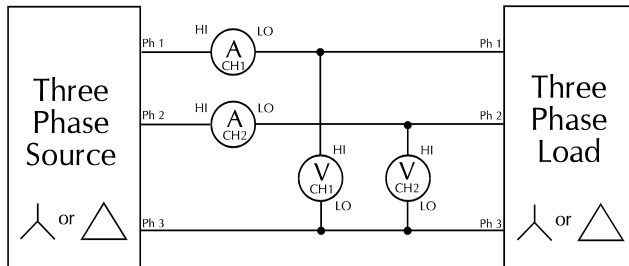 Three
Phase
Source
or
Ph 1
HI
A
CH1
LO
Ph 1
Ph 2
HI
A
CH2
LO
Ph 2
V
CH1
HI
LO
V
CH2
HI
LO
Ph 3
Ph 3
Three
Phase
Load
or